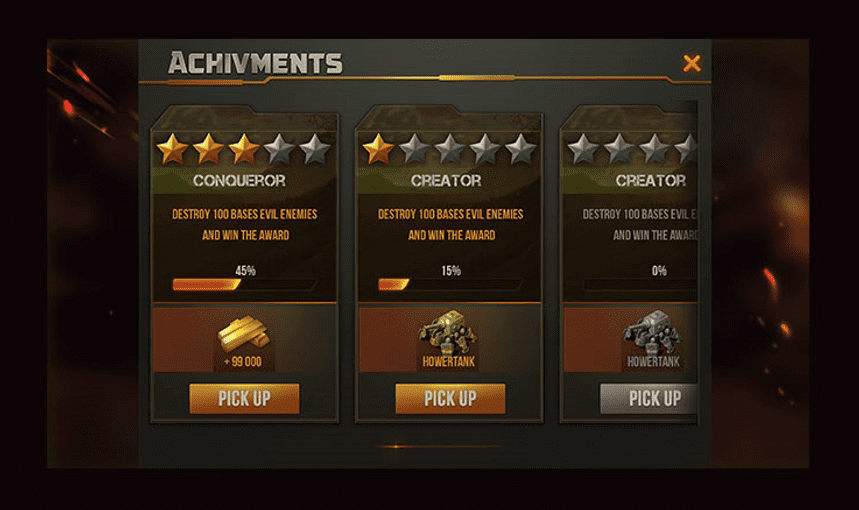 ACHIVMENTS
CONQUEROR
DESTROY 100 BASES EVIL ENEMIES
AND WIN THE AWARD
45%
+ 99 000
PICK UP
CREATOR
DESTROY 100 BASES EVIL ENEMIES
AND WIN THE AWARD
15%
HOWERTANK
PICK UP
CREATOR
DESTROY 100 BASES EVIL E
AND WIN THE AWARD
0%
HOWERTANK
PICK UP